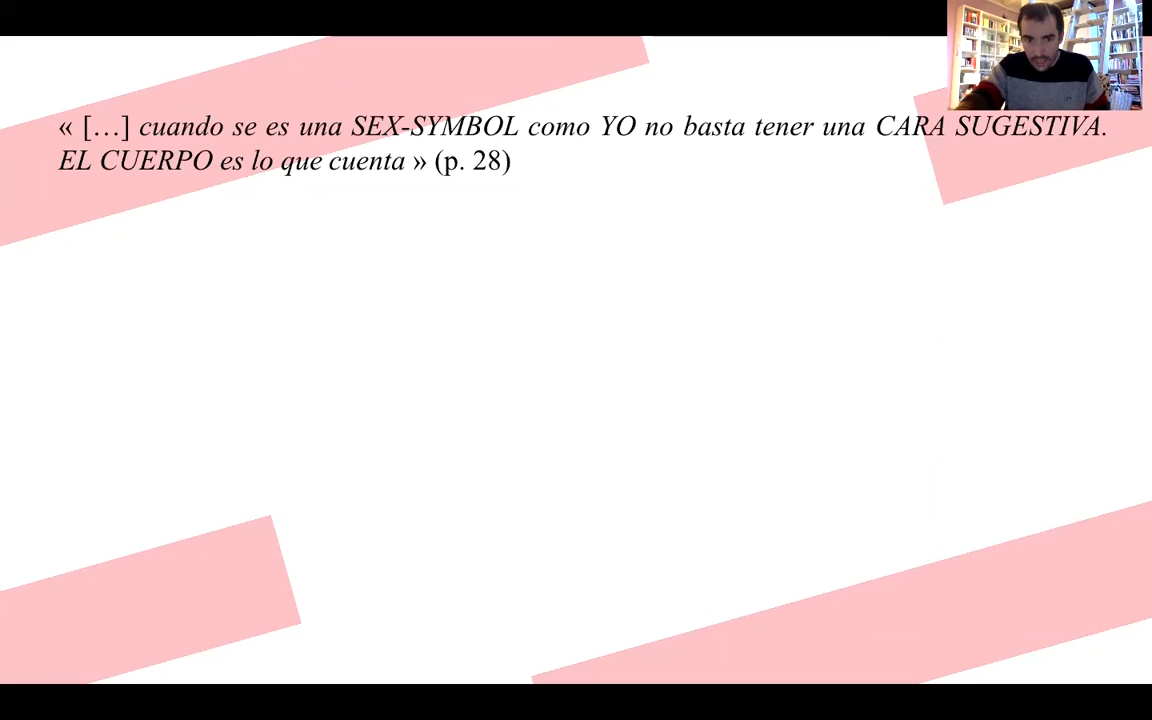 « […] cuando se es una SEX-SYMBOL como YO no basta tener una CARA SUGESTIVA.
EL CUERPO es lo que cuenta » (p. 28)